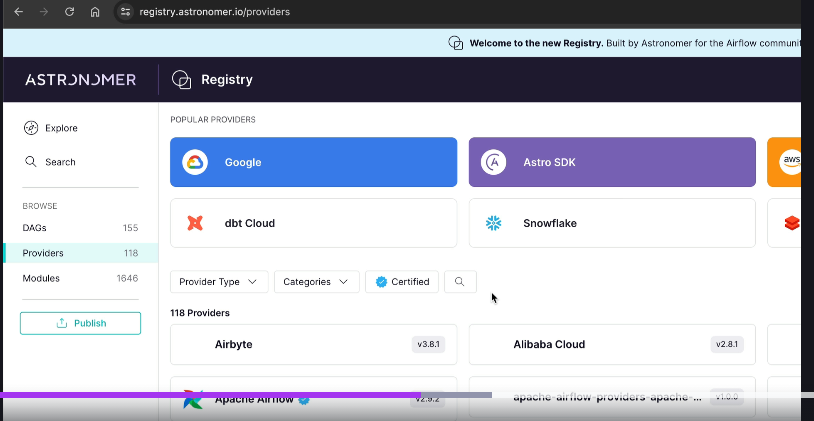 registry.astronomer.io/providers
Welcome to the new Registry. Built by Astronomer for the Airflow
ASTRONOMER
Registry
Explore
Search
BROWSE
DAGs 155
Providers 118
Modules 1646
Publish
POPULAR PROVIDERS
Google
Astro SDK
aws
dbt Cloud
Snowflake
Provider Type
Categories
Certified
118 Providers
Airbyte v3.8.1
Alibaba Cloud v2.8.1
Apache Airflow v2.9.2
apache-airflow-providers-apache-... v1.0.0